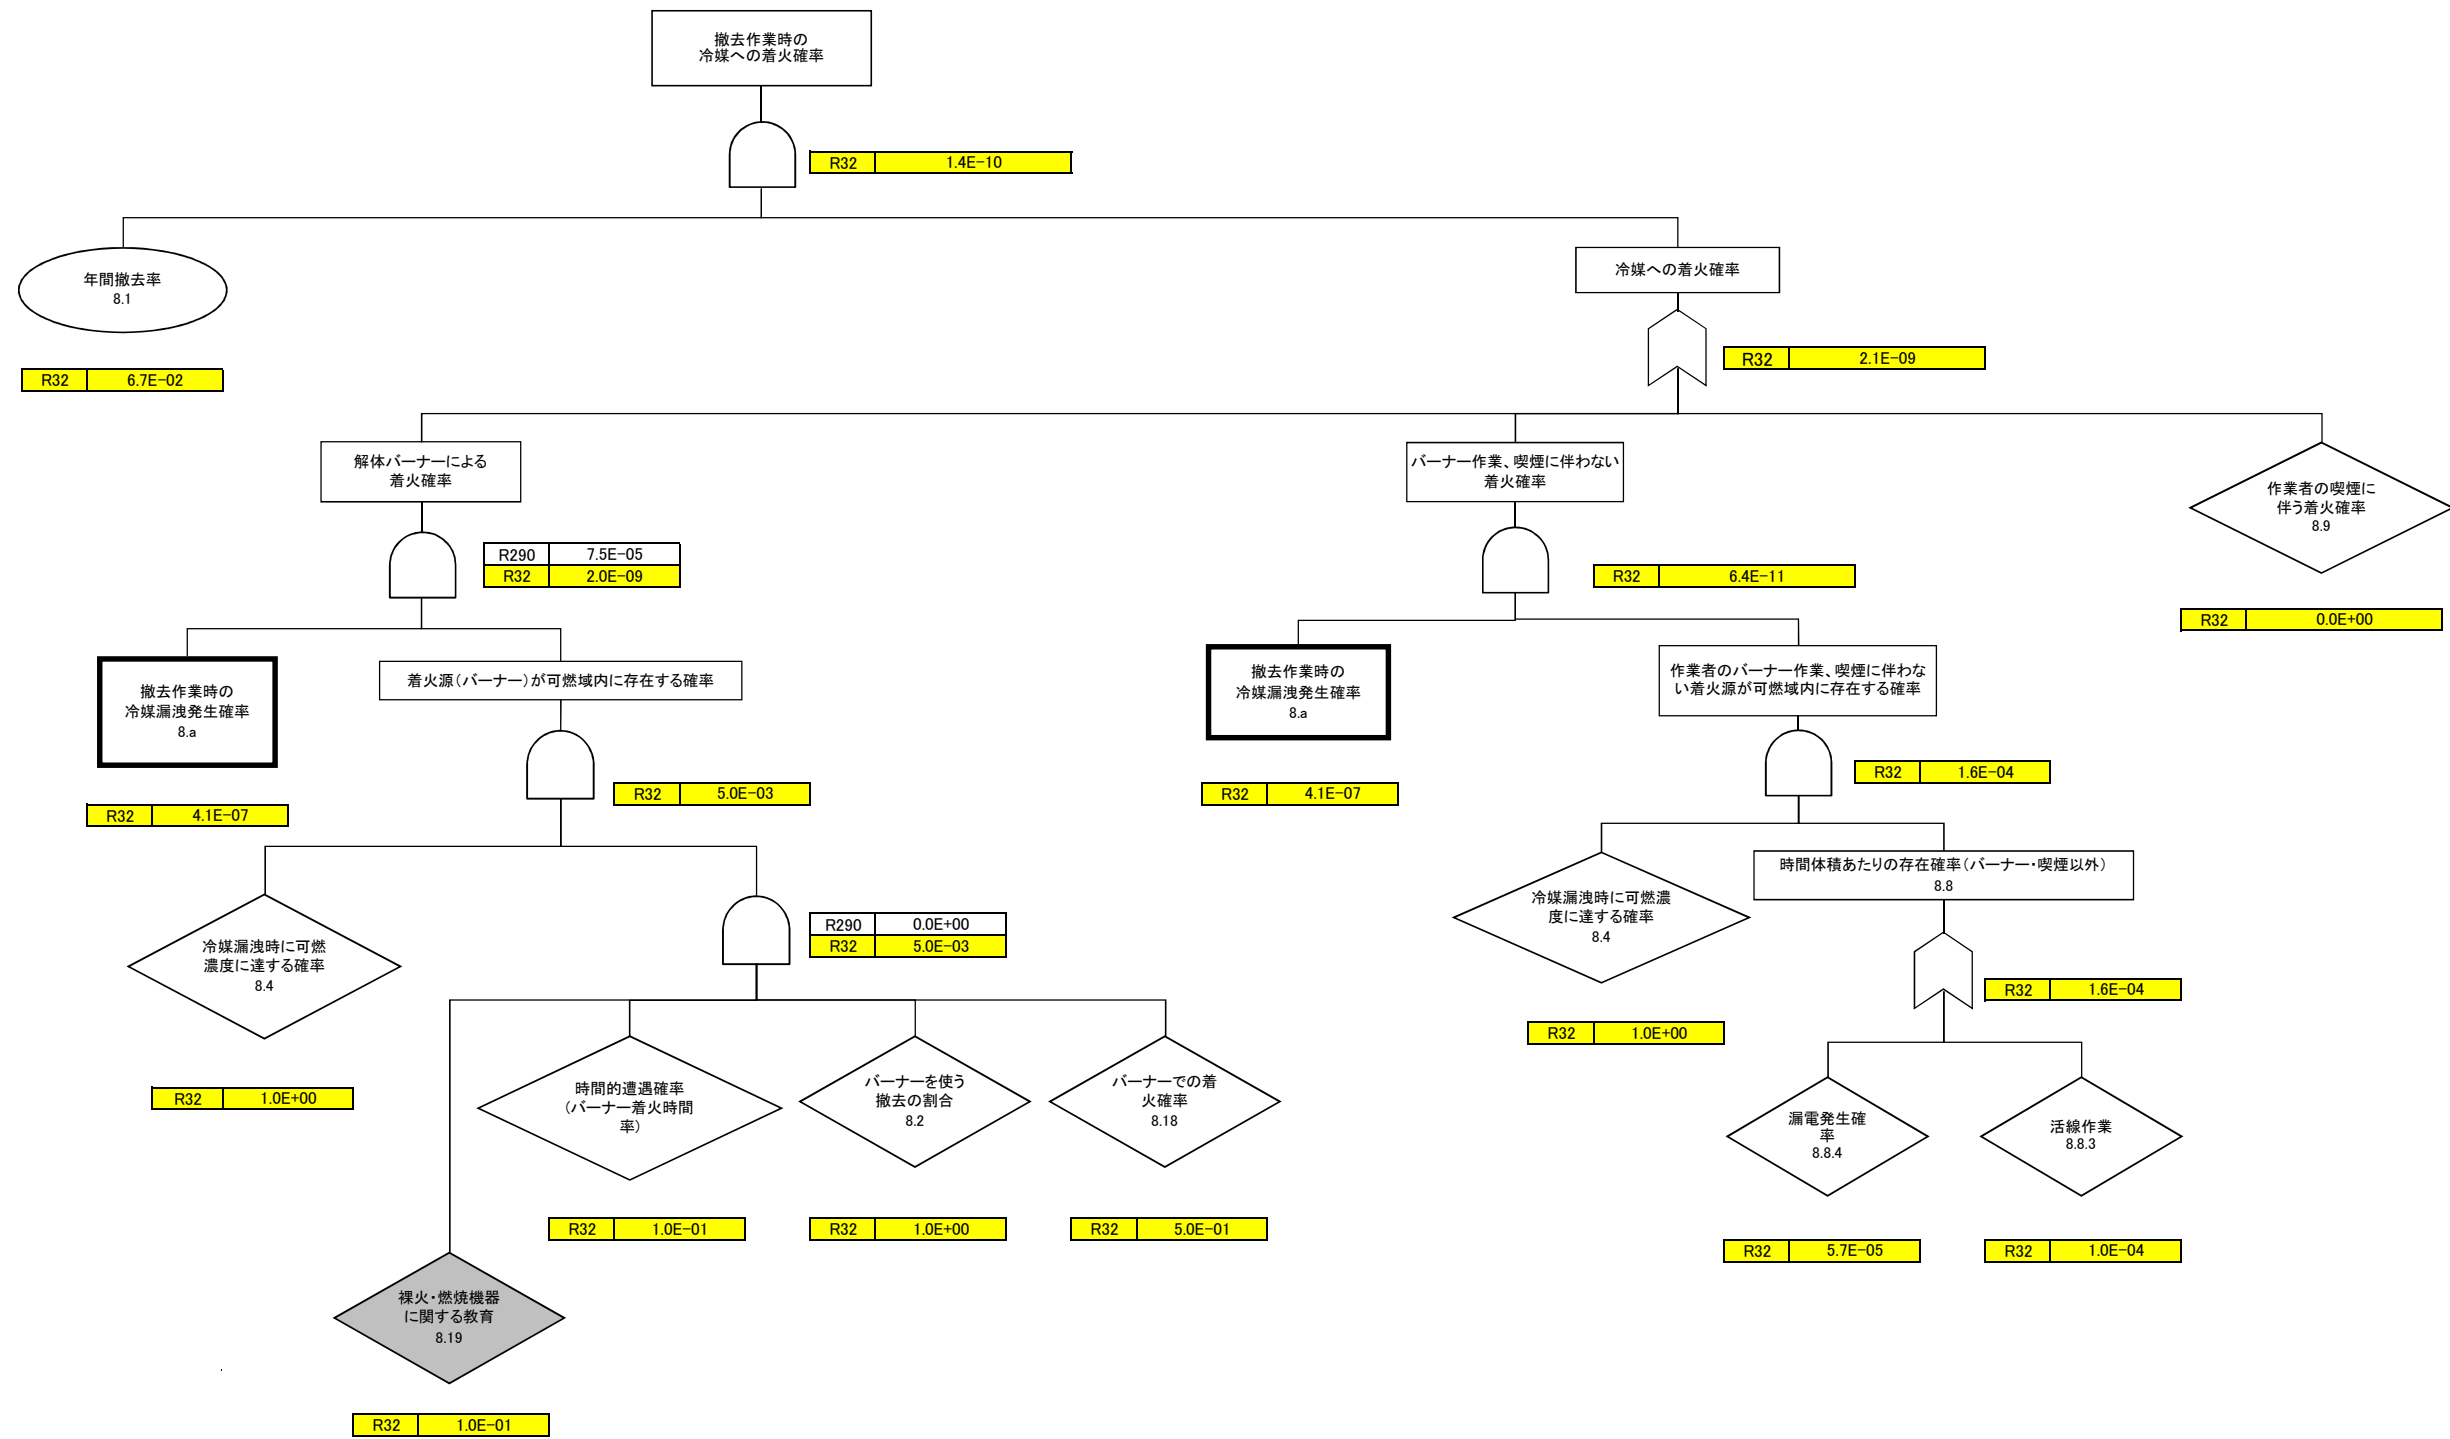 撤去作業時の
冷媒への着火確率
R32 1.4E-10
年間撤去率
8.1
R32 6.7E-02
冷媒への着火確率
R32 2.1E-09
解体バーナーによる
着火確率
R290 7.5E-05
R32 2.0E-09
バーナー作業、喫煙に伴わない
着火確率
R32 6.4E-11
作業者の喫煙に
伴う着火確率
8.9
R32 0.0E+00
撤去作業時の
冷媒漏洩発生確率
8.a
R32 4.1E-07
着火源(バーナー)が可燃域内に存在する確率
R32 5.0E-03
撤去作業時の
冷媒漏洩発生確率
8.a
R32 4.1E-07
作業者のバーナー作業、喫煙に伴わな
い着火源が可燃域内に存在する確率
R32 1.6E-04
冷媒漏洩時に可燃
濃度に達する確率
8.4
R32 1.0E+00
R290 0.0E+00
R32 5.0E-03
冷媒漏洩時に可燃濃
度に達する確率
8.4
R32 1.0E+00
時間体積あたりの存在確率(バーナー・喫煙以外)
8.8
R32 1.6E-04
時間的遭遇確率
(バーナー着火時間
率)
R32 1.0E-01
バーナーを使う
撤去の割合
8.2
R32 1.0E+00
バーナーでの着
火確率
8.18
R32 5.0E-01
漏電発生確
率
8.8.4
R32 5.7E-05
活線作業
8.8.3
R32 1.0E-04
裸火・燃焼機器
に関する教育
8.19
R32 1.0E-01